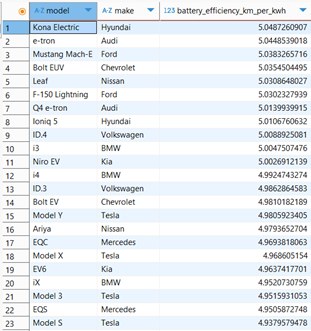 A-Z model A-Z make 123 battery_efficiency_km_per_kwh
1 Kona Electric Hyundai 5.0487260907
2 e-tron Audi 5.0448539018
3 Mustang Mach-E Ford 5.0383265716
4 Bolt EUV Chevrolet 5.0354504495
5 Leaf Nissan 5.0308648027
6 F-150 Lightning Ford 5.0302327939
7 Q4 e-tron Audi 5.0139939915
8 Ioniq 5 Hyundai 5.0106760632
9 ID.4 Volkswagen 5.0088925081
10 i3 BMW 5.0047507476
11 Niro EV Kia 5.0026912139
12 i4 BMW 4.9924743274
13 ID.3 Volkswagen 4.9862864583
14 Bolt EV Chevrolet 4.9810182189
15 Model Y Tesla 4.9805923405
16 Ariya Nissan 4.9793652704
17 EQC Mercedes 4.9693818063
18 Model X Tesla 4.968605154
19 EV6 Kia 4.9637417701
20 iX BMW 4.9520730759
21 Model 3 Tesla 4.9515931053
22 EQS Mercedes 4.9505872748
23 Model S Tesla 4.9379579478